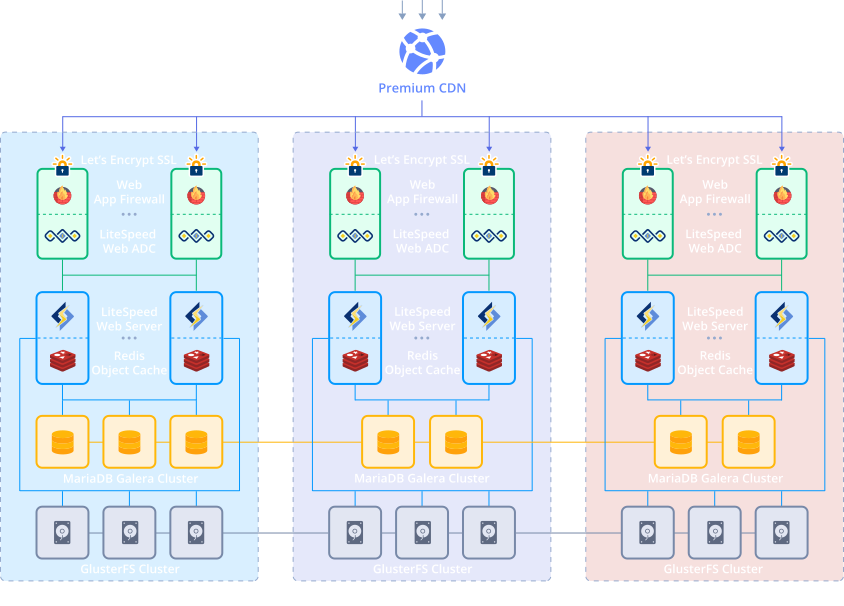 Premium CDN
Let's Encrypt SSL
Web
App Firewall
LiteSpeed
Web ADC
LiteSpeed
Web Server
Redis
Object Cache
MariaDB Galera Cluster
GlusterFS Cluster
Let's Encrypt SSL
Web
App Firewall
LiteSpeed
Web ADC
LiteSpeed
Web Server
Redis
Object Cache
MariaDB Galera Cluster
GlusterFS Cluster
Let's Encrypt SSL
Web
App Firewall
LiteSpeed
Web ADC
LiteSpeed
Web Server
Redis
Object Cache
MariaDB Galera Cluster
GlusterFS Cluster